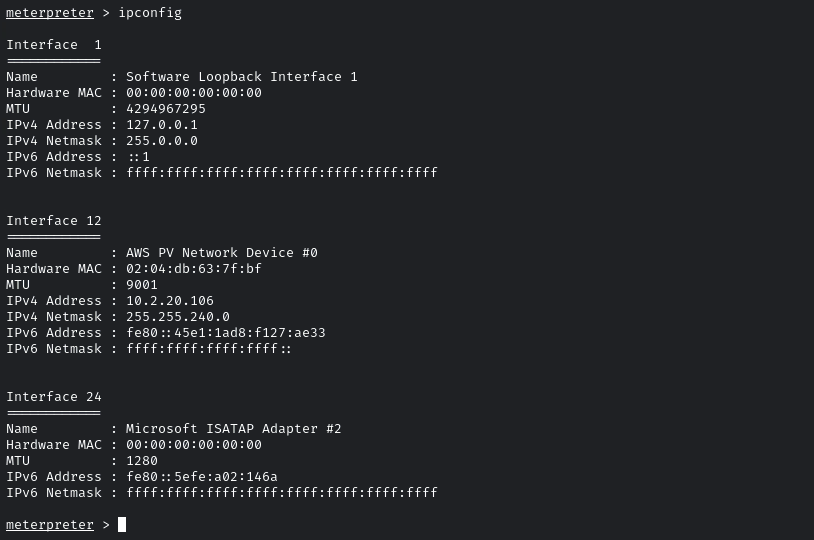 meterpreter > ipconfig
Interface  1
============
Name         : Software Loopback Interface 1
Hardware MAC : 00:00:00:00:00:00
MTU          : 4294967295
IPv4 Address : 127.0.0.1
IPv4 Netmask : 255.0.0.0
IPv6 Address : ::1
IPv6 Netmask : ffff:ffff:ffff:ffff:ffff:ffff:ffff:ffff
Interface 12
============
Name         : AWS PV Network Device #0
Hardware MAC : 02:04:db:63:7f:bf
MTU          : 9001
IPv4 Address : 10.2.20.106
IPv4 Netmask : 255.255.240.0
IPv6 Address : fe80::45e1:1ad8:f127:ae33
IPv6 Netmask : ffff:ffff:ffff:ffff::
Interface 24
============
Name         : Microsoft ISATAP Adapter #2
Hardware MAC : 00:00:00:00:00:00
MTU          : 1280
IPv6 Address : fe80::5efe:a02:146a
IPv6 Netmask : ffff:ffff:ffff:ffff:ffff:ffff:ffff:ffff
meterpreter >